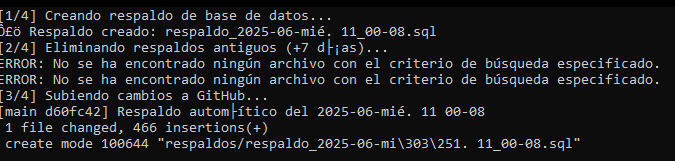 [1/4] Creando respaldo de base de datos...
Ô£ö Respaldo creado: respaldo_2025-06-mié. 11_00-08.sql
[2/4] Eliminando respaldos antiguos (+7 d├¡as)...
ERROR: No se ha encontrado ningún archivo con el criterio de búsqueda especificado.
ERROR: No se ha encontrado ningún archivo con el criterio de búsqueda especificado.
[3/4] Subiendo cambios a GitHub...
[main d60fc42] Respaldo autom├ítico del 2025-06-mié. 11 00-08
1 file changed, 466 insertions(+)
create mode 100644 "respaldos/respaldo_2025-06-mi\303\251. 11_00-08.sql"